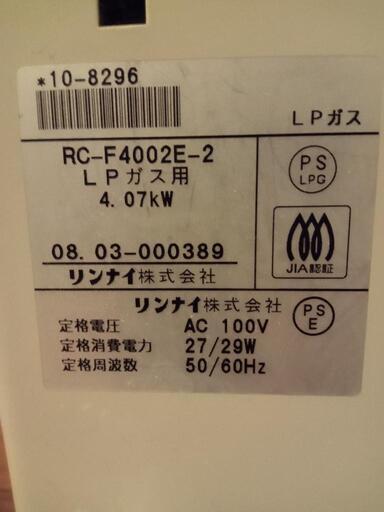 *10-8296
LPガス
RC-F4002E-2
LPガス用
4.07kW
PS
LPG
08.03-000389
リンナイ株式会社
JIA認証
リンナイ株式会社
PS
E
定格電圧 AC 100V
定格消費電力 27/29W
定格周波数 50/60Hz